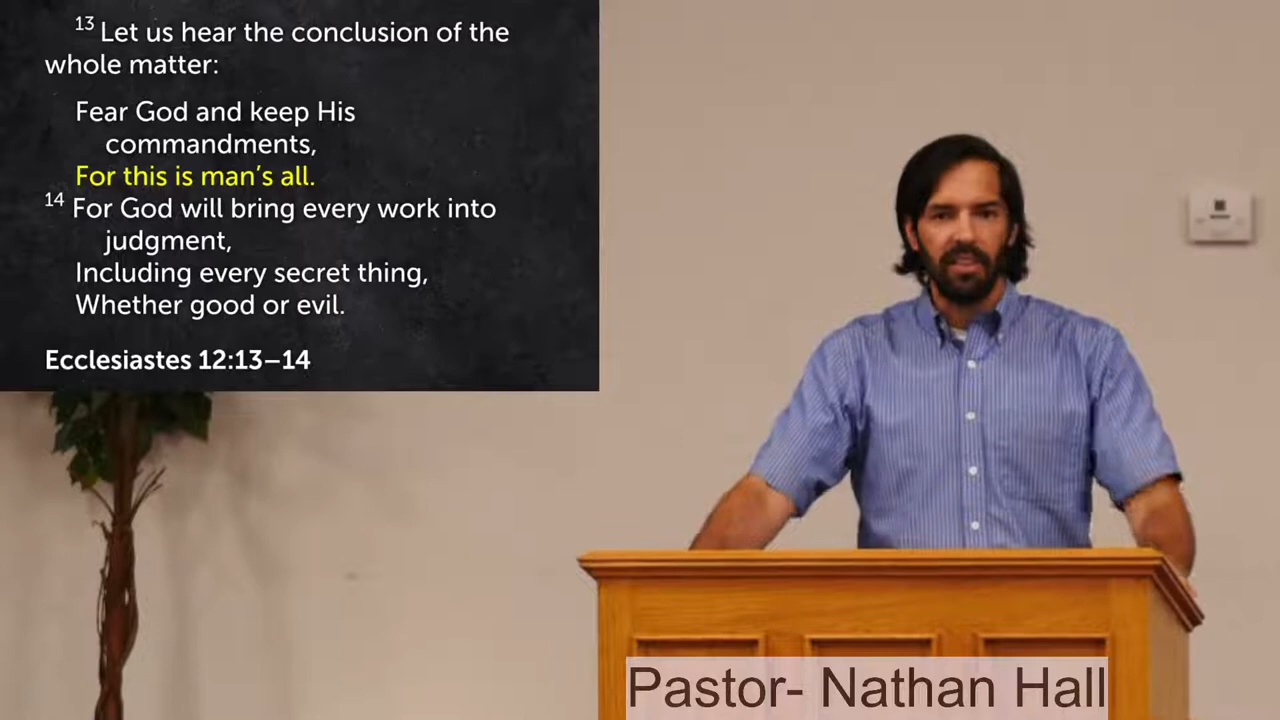 13 Let us hear the conclusion of the
whole matter:
Fear God and keep His
commandments,
For this is man’s all.
14 For God will bring every work into
judgment,
Including every secret thing,
Whether good or evil.
Ecclesiastes 12:13–14
Pastor- Nathan Hall